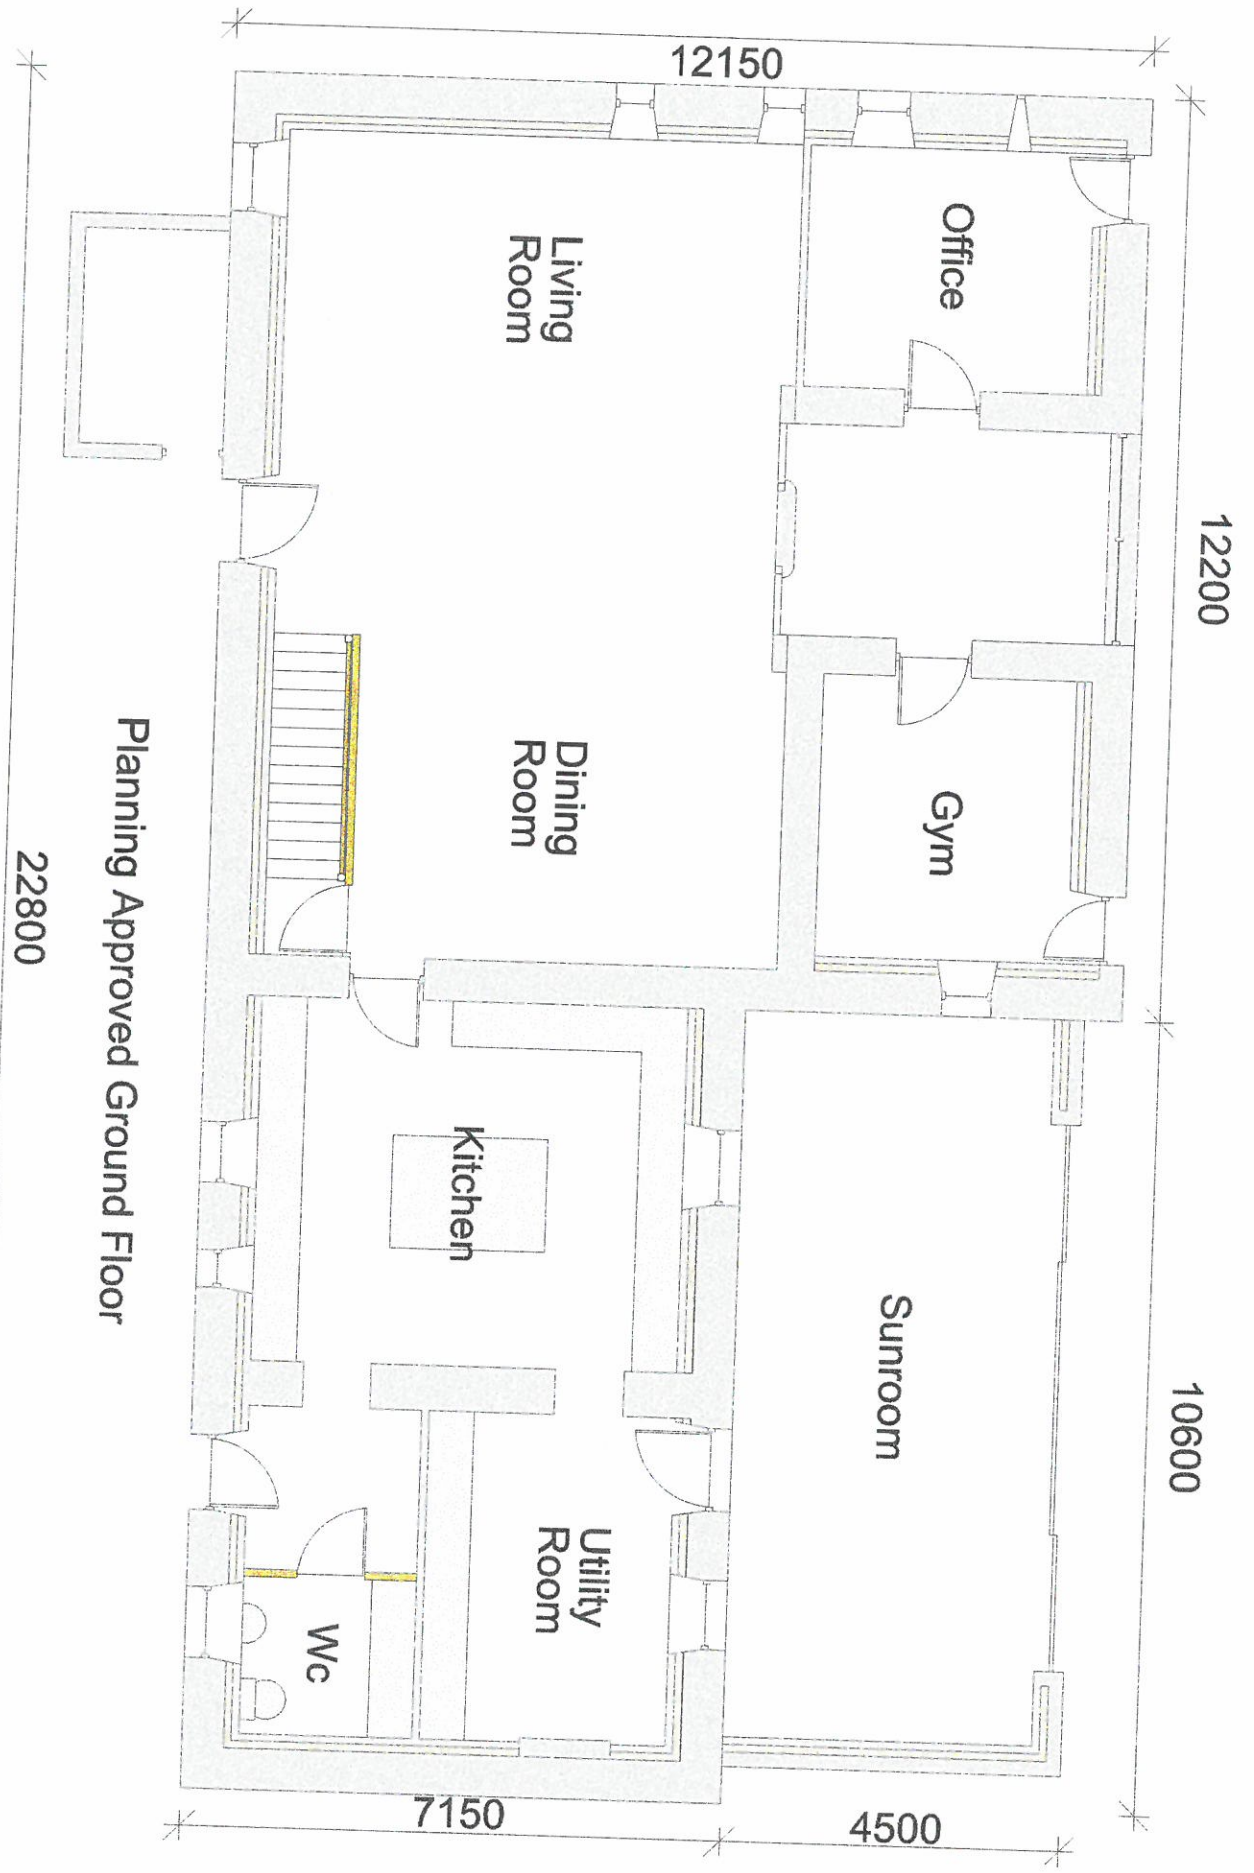 12200
10600
Office
Gym
Sunroom
12150
4500
Living
Room
Dining
Room
Kitchen
Utility
Room
Wc
7150
Planning Approved Ground Floor
22800